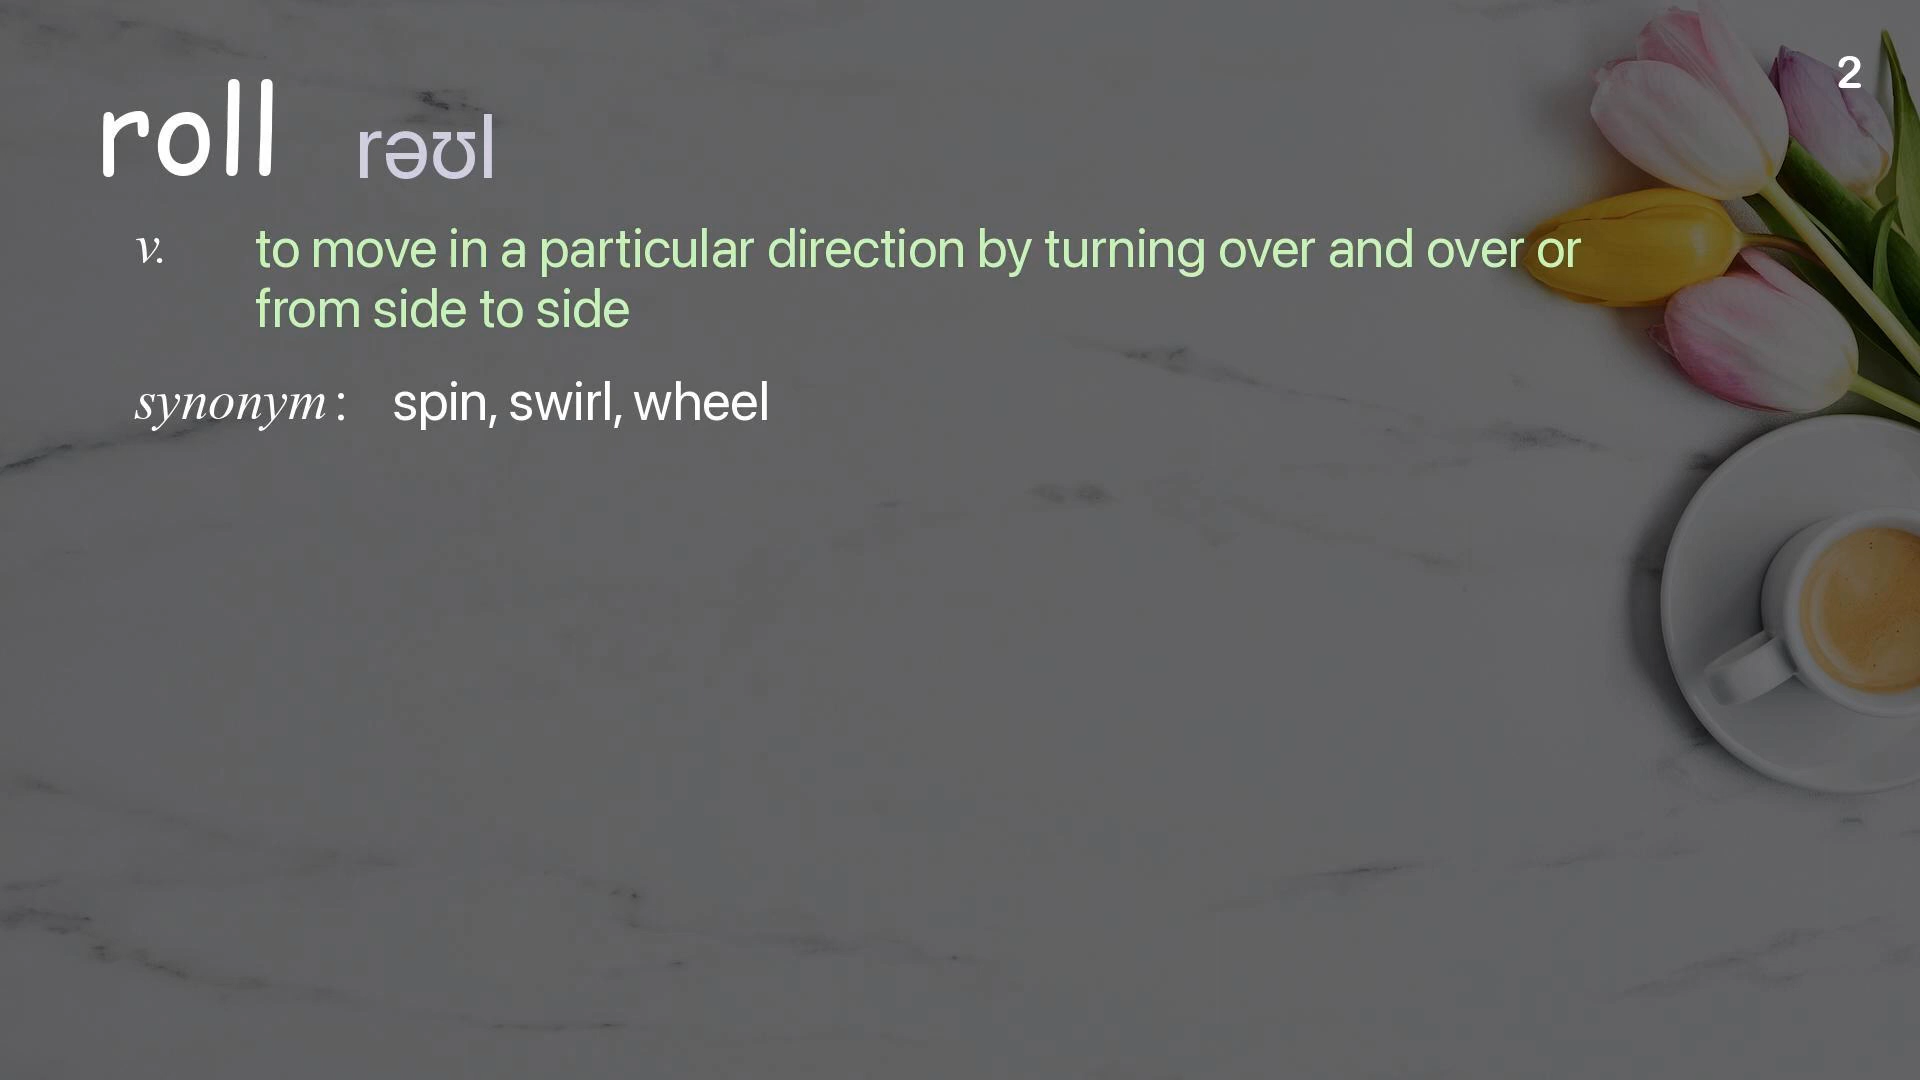 2
roll rəʊl
v. to move in a particular direction by turning over and over or
from side to side
synonym : spin, swirl, wheel